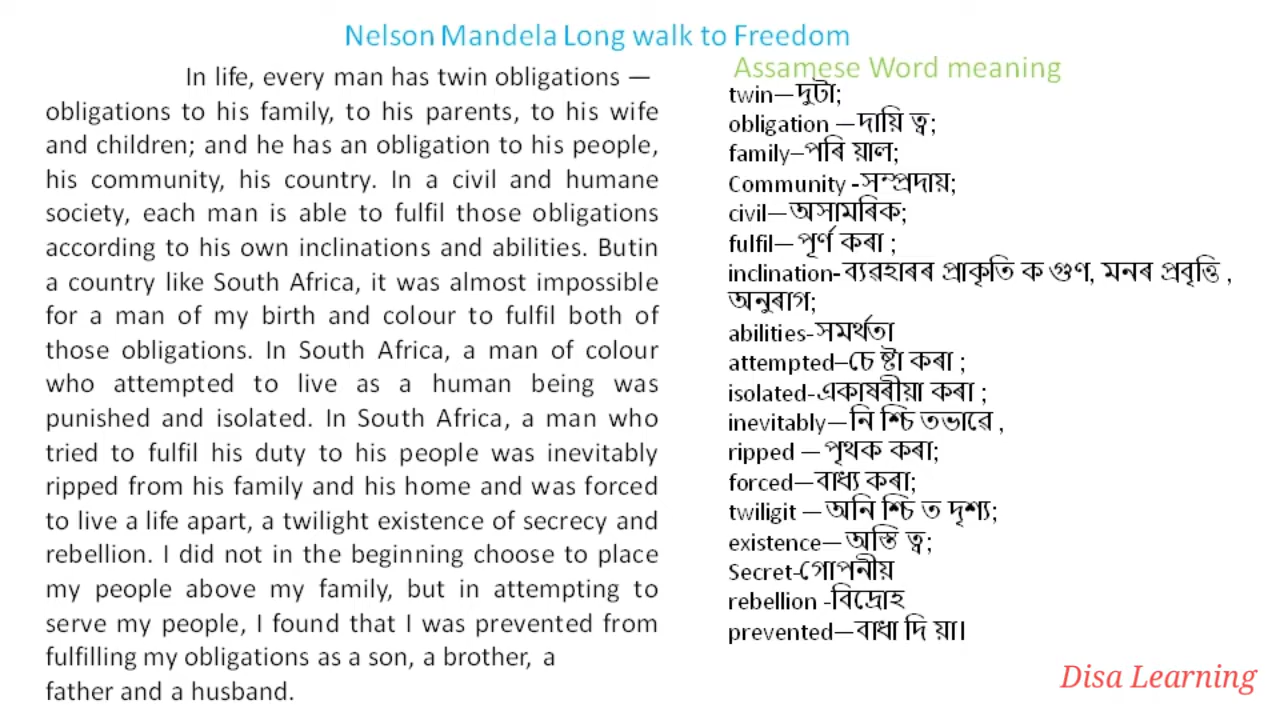 Nelson Mandela Long walk to Freedom
In life, every man has twin obligations —
obligations to his family, to his parents, to his wife
and children; and he has an obligation to his people,
his community, his country. In a civil and humane
society, each man is able to fulfil those obligations
according to his own inclinations and abilities. Butin
a country like South Africa, it was almost impossible
for a man of my birth and colour to fulfil both of
those obligations. In South Africa, a man of colour
who attempted to live as a human being was
punished and isolated. In South Africa, a man who
tried to fulfil his duty to his people was inevitably
ripped from his family and his home and was forced
to live a life apart, a twilight existence of secrecy and
rebellion. I did not in the beginning choose to place
my people above my family, but in attempting to
serve my people, I found that I was prevented from
fulfilling my obligations as a son, a brother, a
father and a husband.
Assamese Word meaning
twin—দুটা;
obligation —দায়ি ত্ব;
family–পৰি য়াল;
Community -সম্প্ৰদায়;
civil—অসামৰিক;
fulfil—পূৰ্ণ কৰা ;
inclination-ব্যৱহাৰৰ প্ৰাকৃতি ক গুণ, মনৰ প্ৰবৃত্তি ,
অনুৰাগ;
abilities-সমৰ্থতা
attempted–চে ষ্টা কৰা ;
isolated-একাষৰীয়া কৰা ;
inevitably—নি শ্চি তভাৱে ,
ripped —পৃথক কৰা;
forced—বাধ্য কৰা;
twiligit —অনি শ্চি ত দৃশ্য;
existence—অস্তি ত্ব;
Secret-গোপনীয়
rebellion -বিদ্ৰোহ
prevented—বাধা দি য়া।
Disa Learning